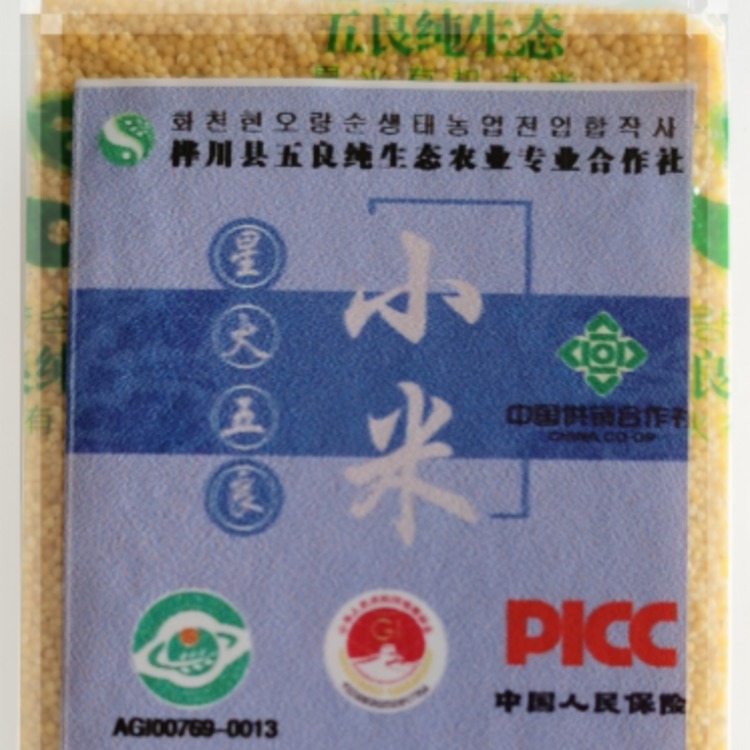 五良纯生态
화천현오량순생태농업전업합작사
桦川县五良纯生态农业专业合作社
星
火
五
良
小
米
中国供销合作社
CHINA CO-OP
GI
PICC
中国人民保险
AGI00769-0013